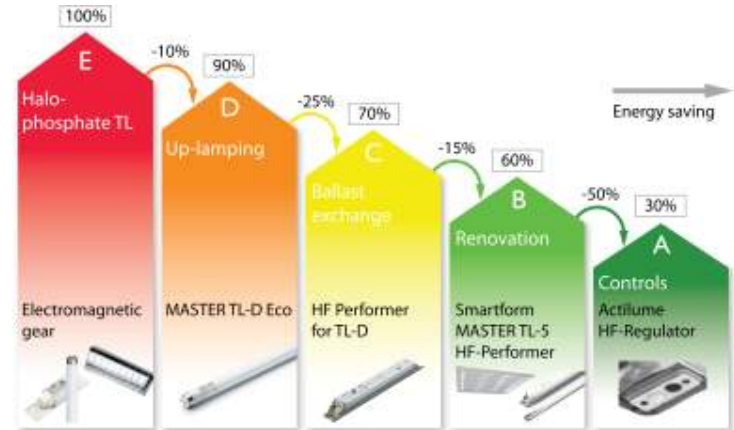 100%
E
Halo-
phosphate TL
Electromagnetic
gear
-10%
90%
D
Up-lamping
MASTER TL-D Eco
-25%
70%
C
Ballast
exchange
HF Performer
for TL-D
-15%
60%
B
Renovation
Smartform
MASTER TL-5
HF-Performer
-50%
30%
A
Controls
Actilume
HF-Regulator
Energy saving